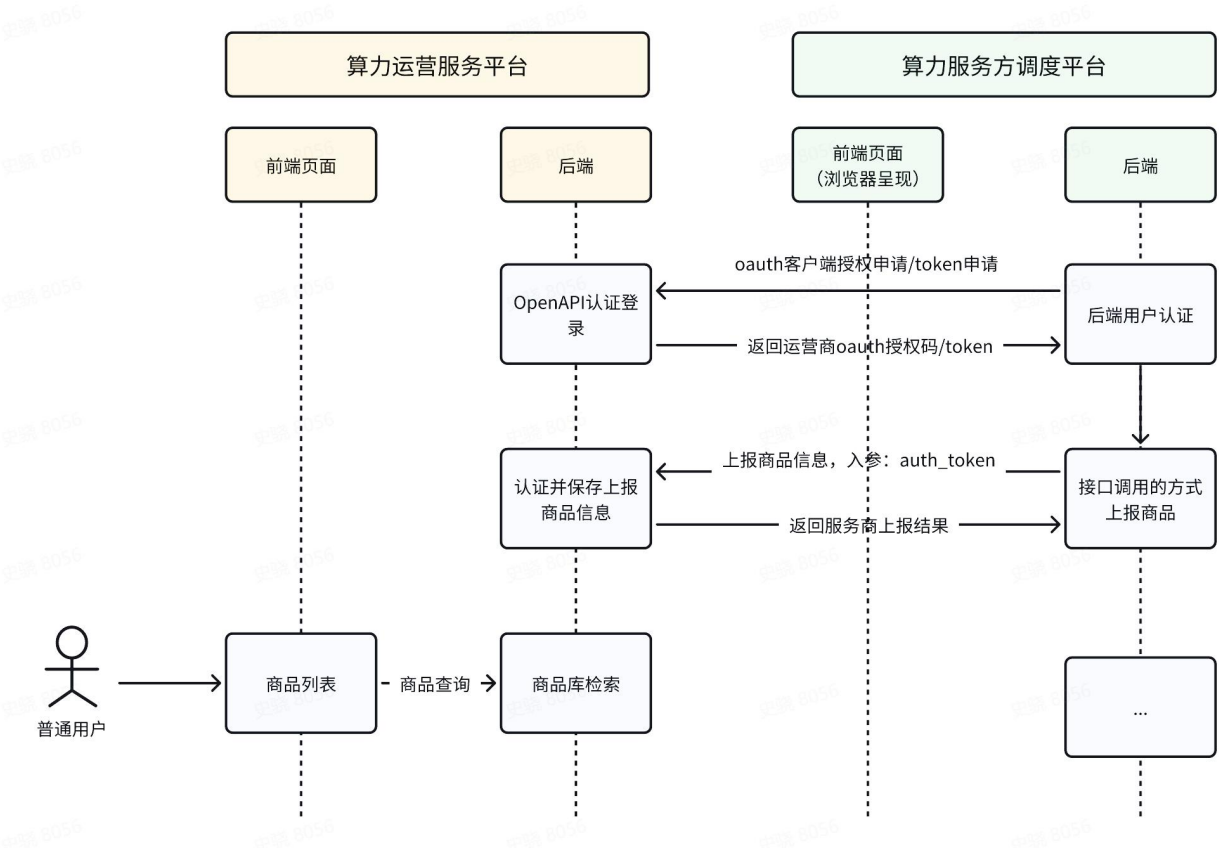 算力运营服务平台
算力服务方调度平台
前端页面
后端
前端页面
（浏览器呈现）
后端
oauth客户端授权申请/token申请
OpenAPI认证登
录
后端用户认证
返回运营商oauth授权码/token
上报商品信息，入参：auth_token
认证并保存上报
商品信息
接口调用的方式
上报商品
返回服务商上报结果
商品列表
商品查询
商品库检索
...
普通用户